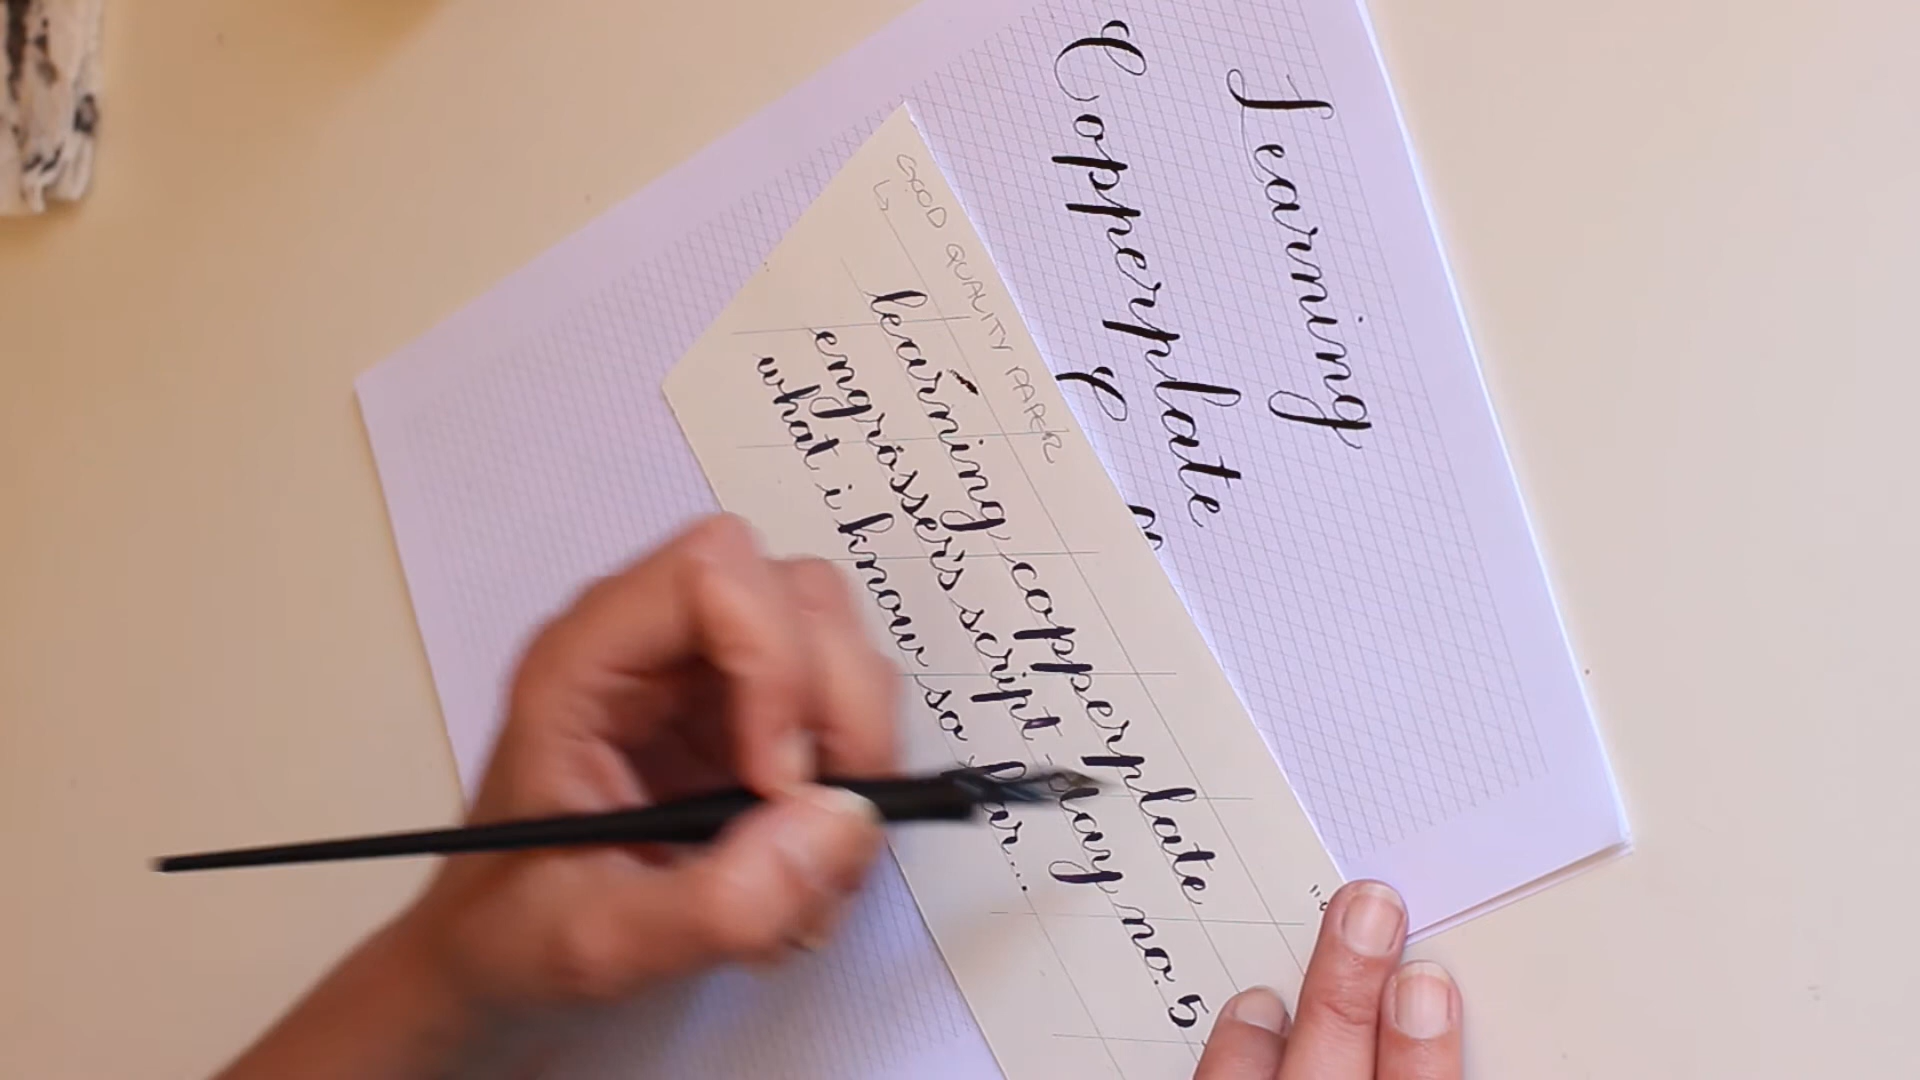 Learning
Copperplate
&
GOOD QUALITY PAPER
learning copperplate
engrosser's script - day no. 5
what i know so far...